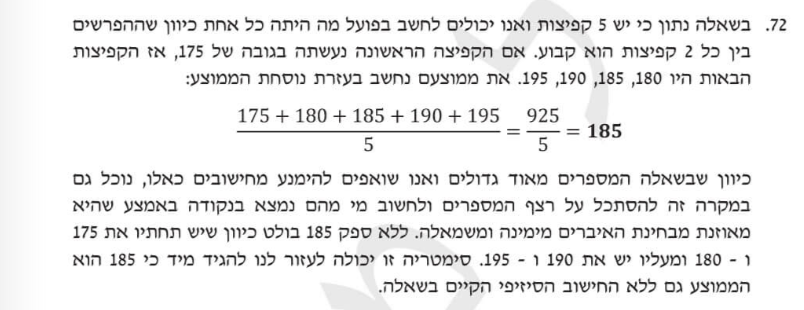 72. בשאלה נתון כי יש 5 קפיצות ואנו יכולים לחשב בפועל מה היתה כל אחת כיוון שההפרשים
בין כל 2 קפיצות הוא קבוע. אם הקפיצה הראשונה נעשתה בגובה של 175, אז הקפיצות
הבאות היו 180, 185, 190, 195. את ממוצעם נחשב בעזרת נוסחת הממוצע:
175 + 180 + 185 + 190 + 195 / 5 = 925 / 5 = 185
כיוון שבשאלה המספרים מאוד גדולים ואנו שואפים להימנע מחישובים כאלו, נוכל גם
במקרה זה להסתכל על רצף המספרים ולחשוב מי מהם נמצא בנקודה באמצע שהיא
מאוזנת מבחינת האיברים מימינה ומשמאלה. ללא ספק 185 בולט כיוון שיש תחתיו את 175
ו - 180 ומעליו יש את 190 ו - 195. סימטריה זו יכולה לעזור לנו להגיד מיד כי 185 הוא
הממוצע גם ללא החישוב הסיזיפי הקיים בשאלה.